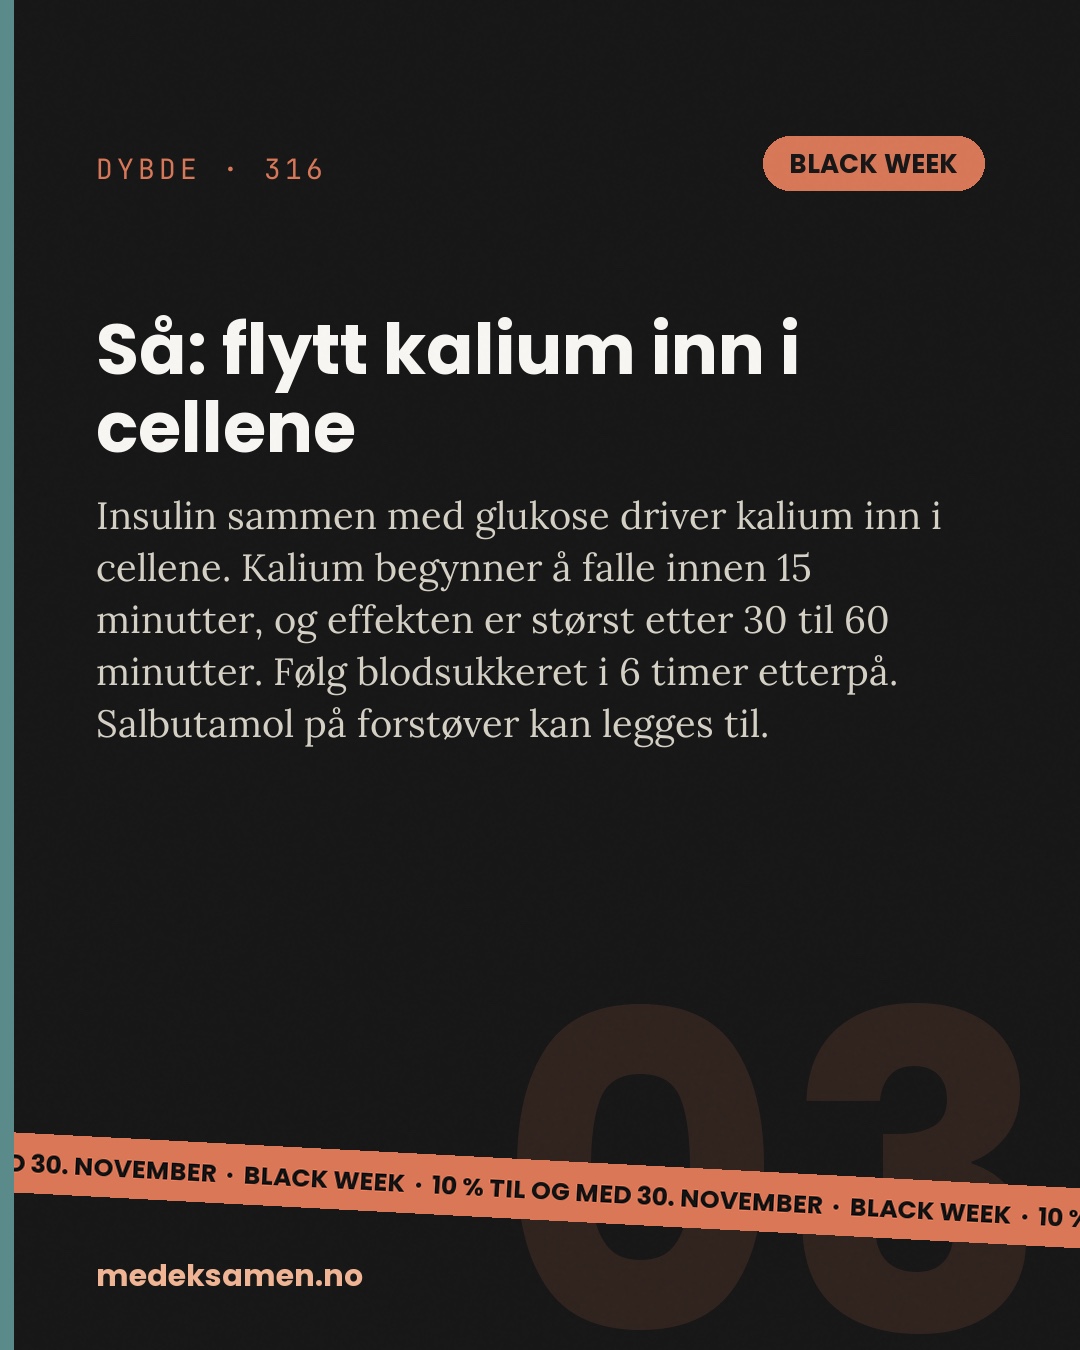 DYBDE · 316
BLACK WEEK
Så: flytt kalium inn i
cellene
Insulin sammen med glukose driver kalium inn i
cellene. Kalium begynner å falle innen 15
minutter, og effekten er størst etter 30 til 60
minutter. Følg blodsukkeret i 6 timer etterpå.
Salbutamol på forstøver kan legges til.
03
30. NOVEMBER · BLACK WEEK · 10 % TIL OG MED 30. NOVEMBER · BLACK WEEK · 10 %
medeksamen.no